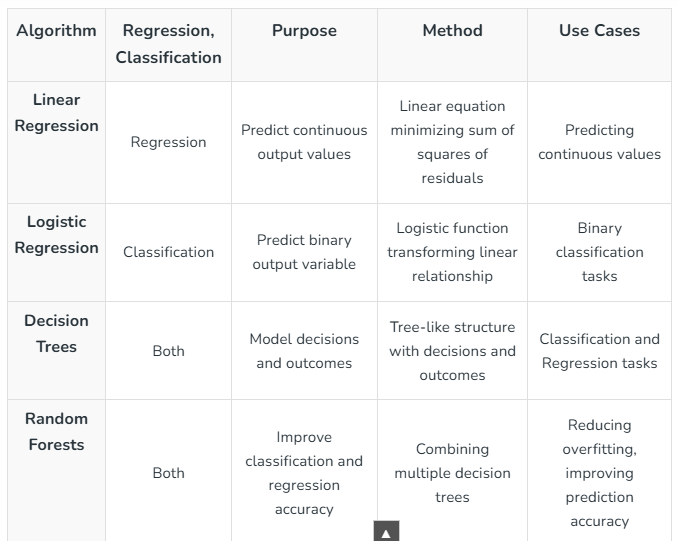 Algorithm
Regression,
Classification
Purpose
Method
Use Cases
Linear
Regression
Regression
Predict continuous
output values
Linear equation
minimizing sum of
squares of
residuals
Predicting
continuous values
Logistic
Regression
Classification
Predict binary
output variable
Logistic function
transforming linear
relationship
Binary
classification
tasks
Decision
Trees
Both
Model decisions
and outcomes
Tree-like structure
with decisions and
outcomes
Classification and
Regression tasks
Random
Forests
Both
Improve
classification and
regression
accuracy
Combining
multiple decision
trees
Reducing
overfitting,
improving
prediction
accuracy